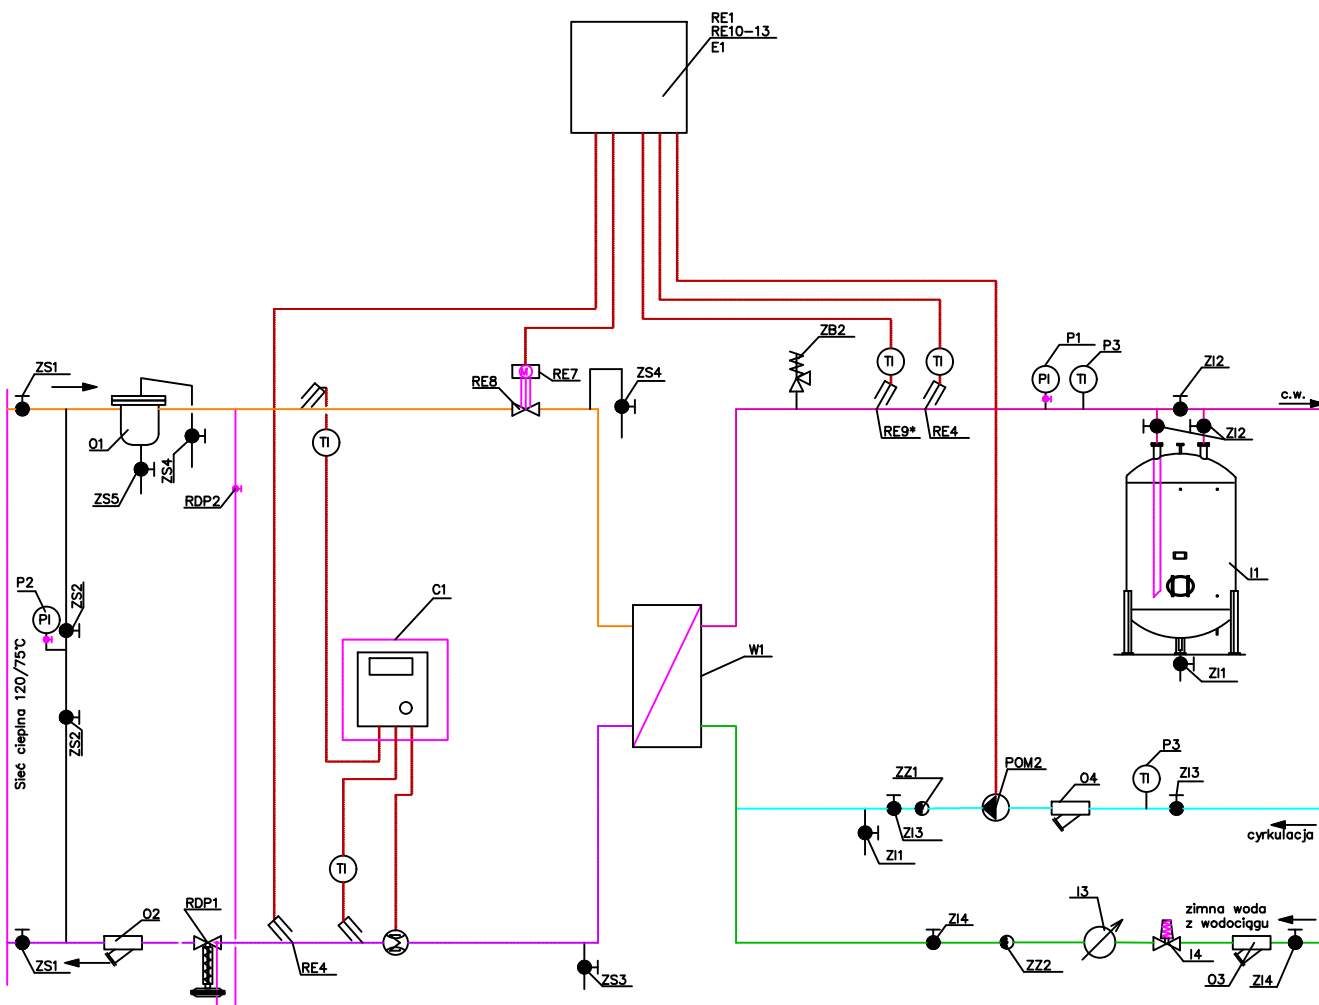 RE1
RE10-13
E1
ZS1
O1
ZS5
ZS4
RDP2
TI
RE8
M
RE7
ZS4
ZB2
TI
TI
RE9*
RE4
P1
PI
P3
TI
ZI2
c.w.
ZI2
I1
ZI1
P2
PI
ZS2
ZS2
Sieć cieplna 120/75°C
C1
W1
TI
ZZ1
ZI3
ZI1
POM2
O4
P3
TI
ZI3
cyrkulacja
ZS1
O2
RDP1
RE4
ZS3
ZI4
ZZ2
I3
zimna woda
z wodociągu
I4
O3
ZI4